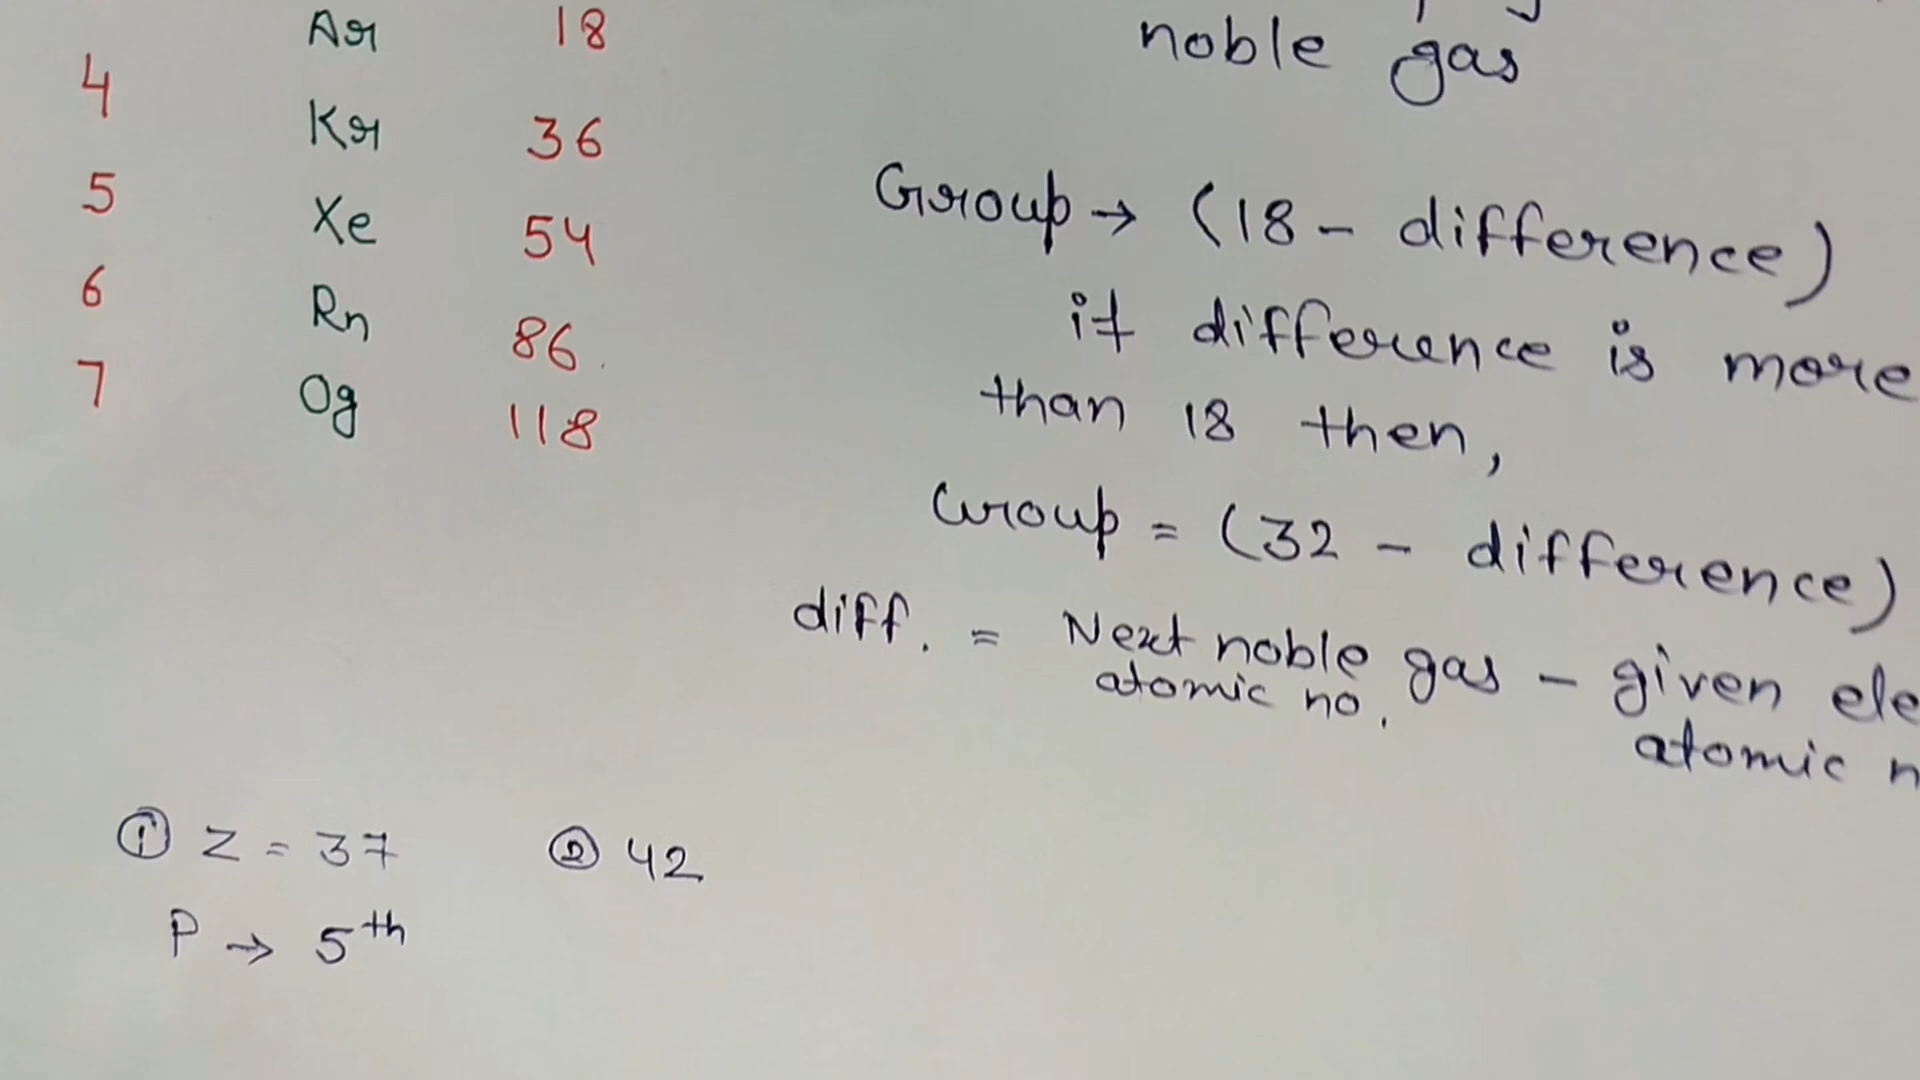 Ar 18
4
Kr 36
5
Xe 54
6
Rn 86
7
Og 118
noble gas
Group → (18 - difference)
if difference is more
than 18 then,
Group = (32 - difference)
diff. = Next noble gas - given ele
atomic no.
atomic n
① Z = 37
P → 5th
② 42